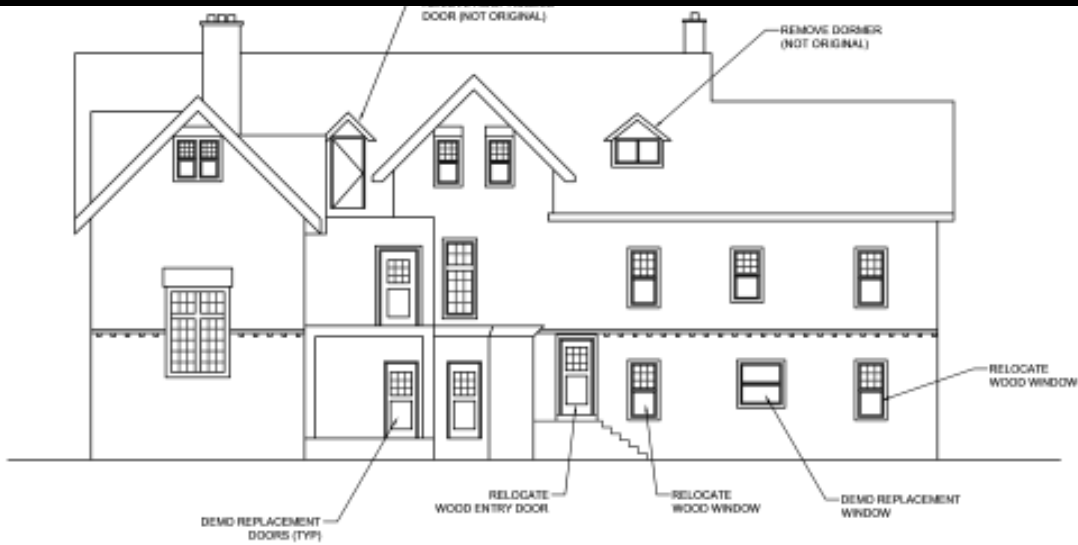 DOOR (NOT ORIGINAL)
REMOVE DORMER
(NOT ORIGINAL)
RELOCATE
WOOD WINDOW
RELOCATE
WOOD ENTRY DOOR
RELOCATE
WOOD WINDOW
DEMO REPLACEMENT
WINDOW
DEMO REPLACEMENT
DOORS (TYP)